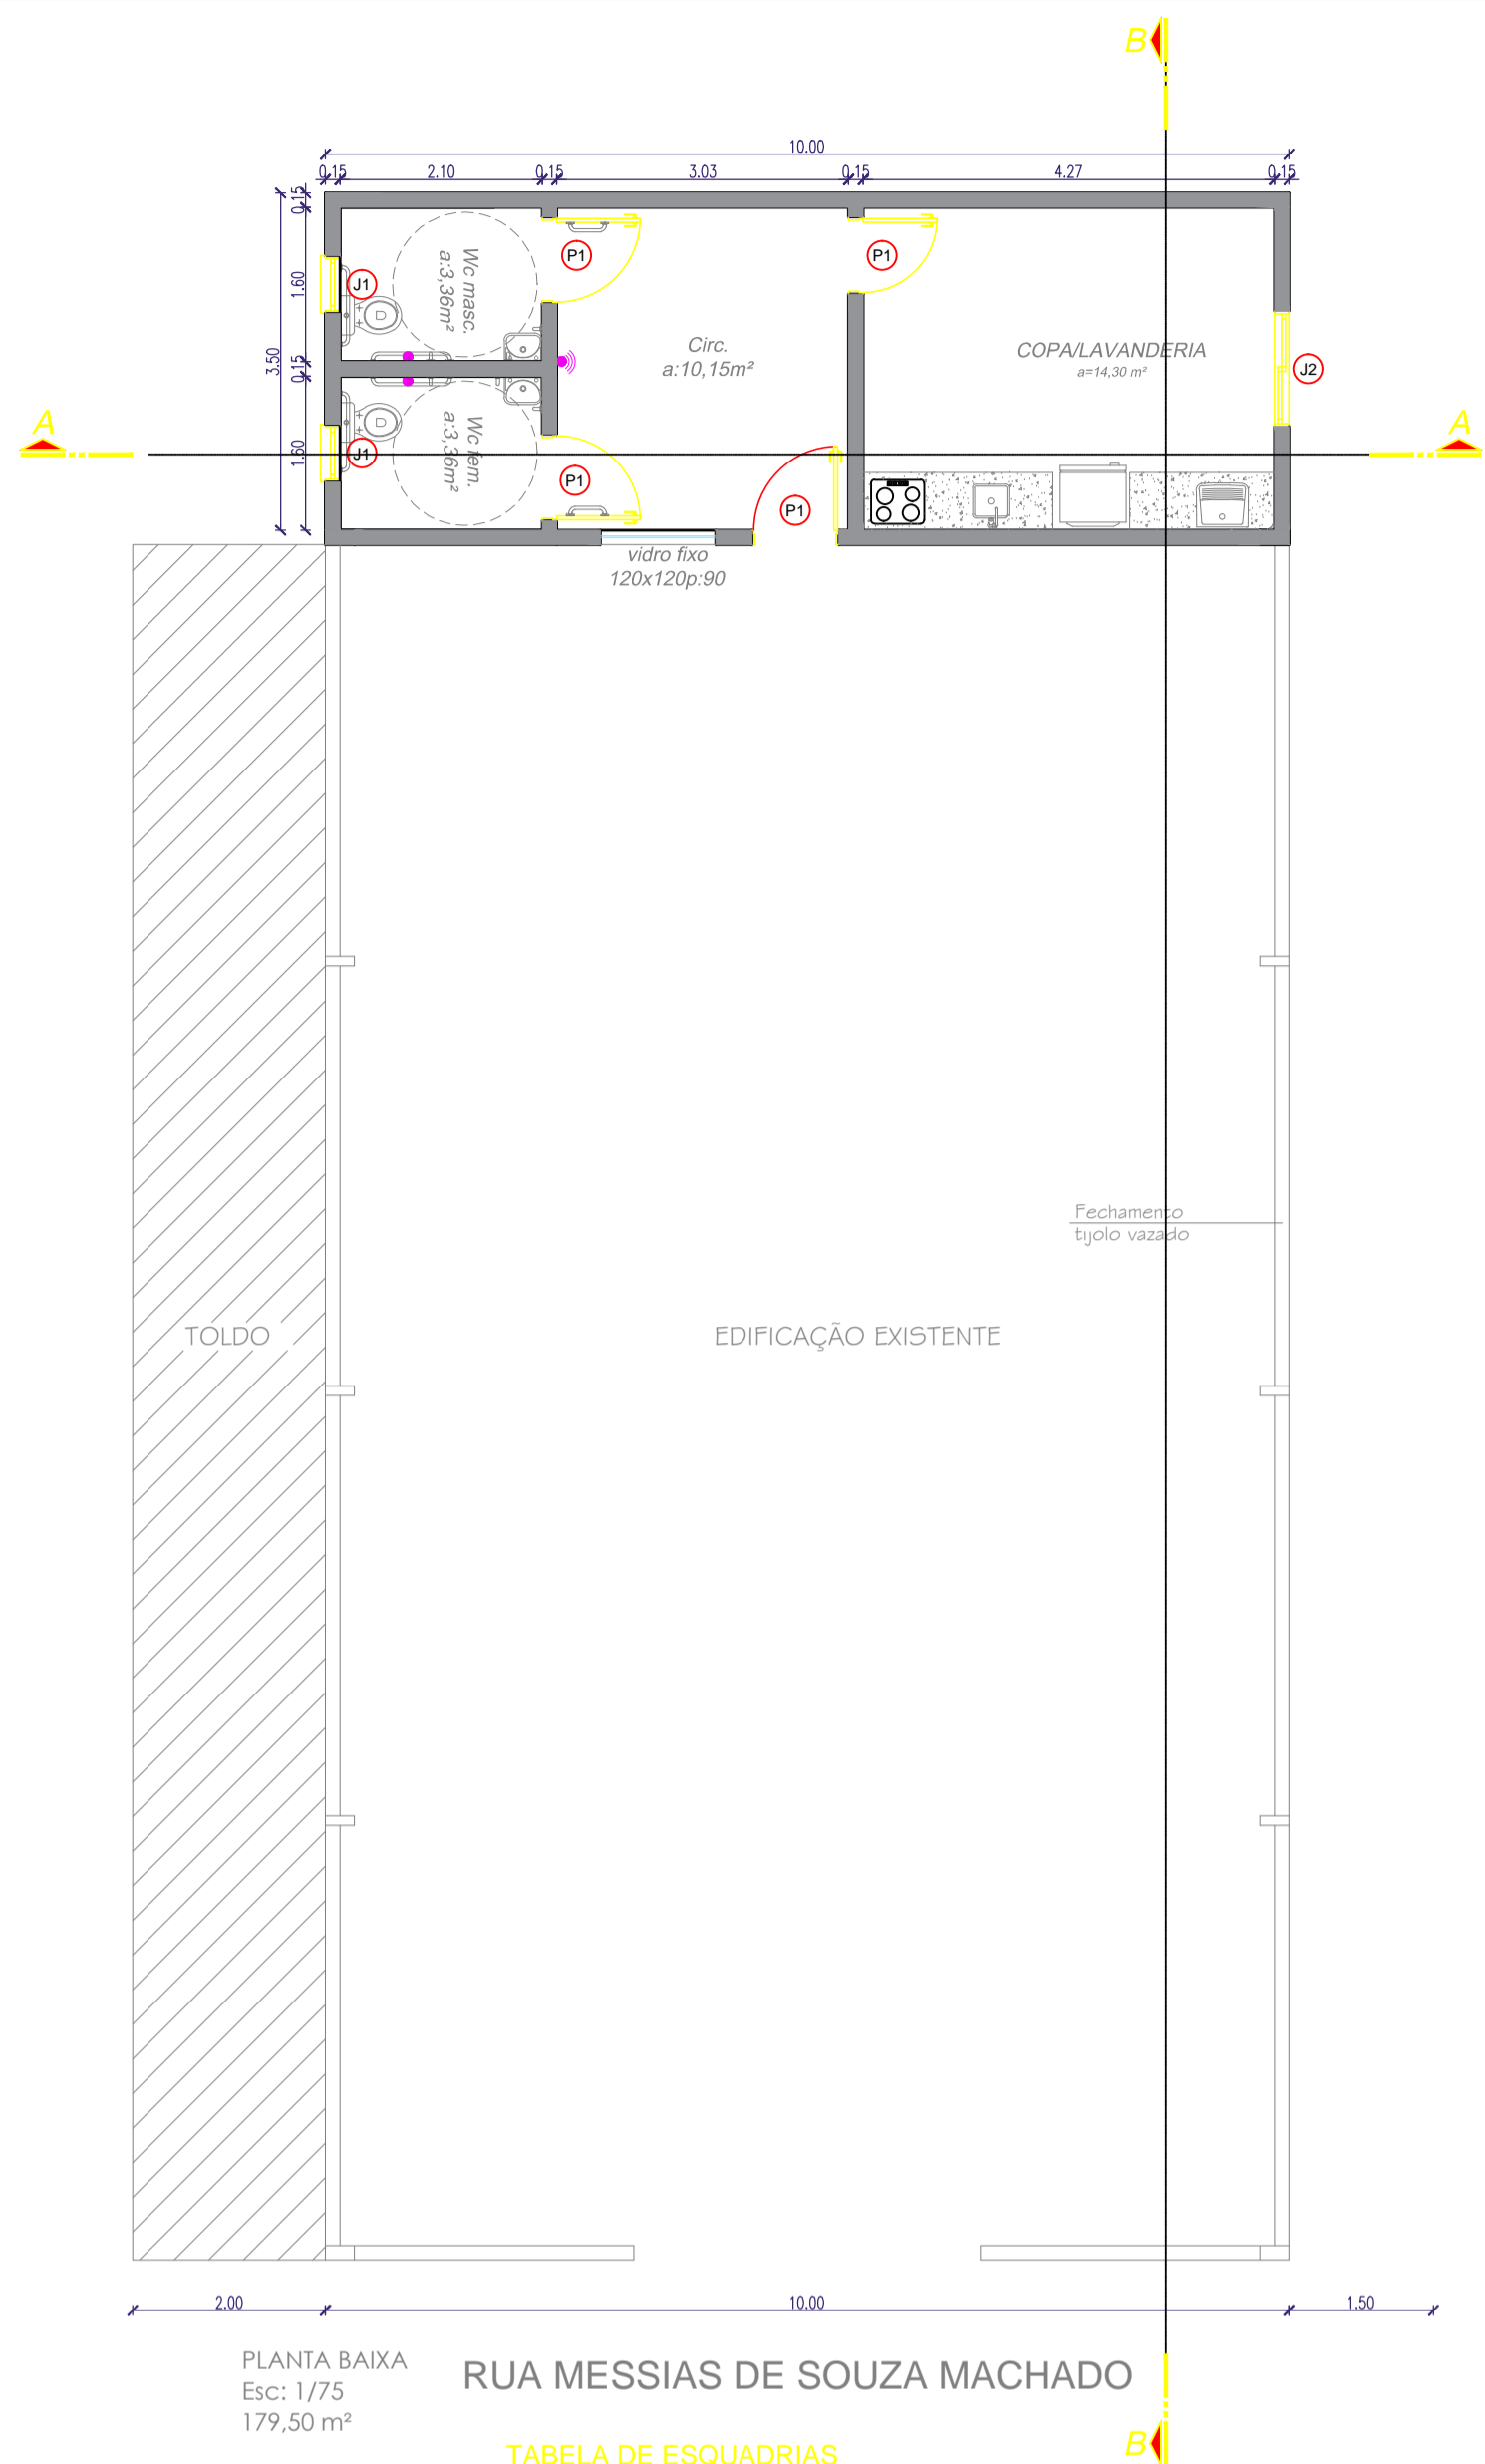 B
10.00
0.15 2.10 0.15 3.03 0.15 4.27 0.15
0.15
1.60
0.15
1.60
3.50
Wc masc.
a:3,36m²
Wc fem.
a:3,36m²
J1
J1
P1
P1
P1
P1
J2
Circ.
a:10,15m²
COPA/LAVANDERIA
a=14,30 m²
A
A
vidro fixo
120x120p:90
Fechamento
tijolo vazado
TOLDO
EDIFICAÇÃO EXISTENTE
2.00 10.00 1.50
PLANTA BAIXA
Esc: 1/75
179,50 m²
RUA MESSIAS DE SOUZA MACHADO
B
TABELA DE ESQUADRIAS